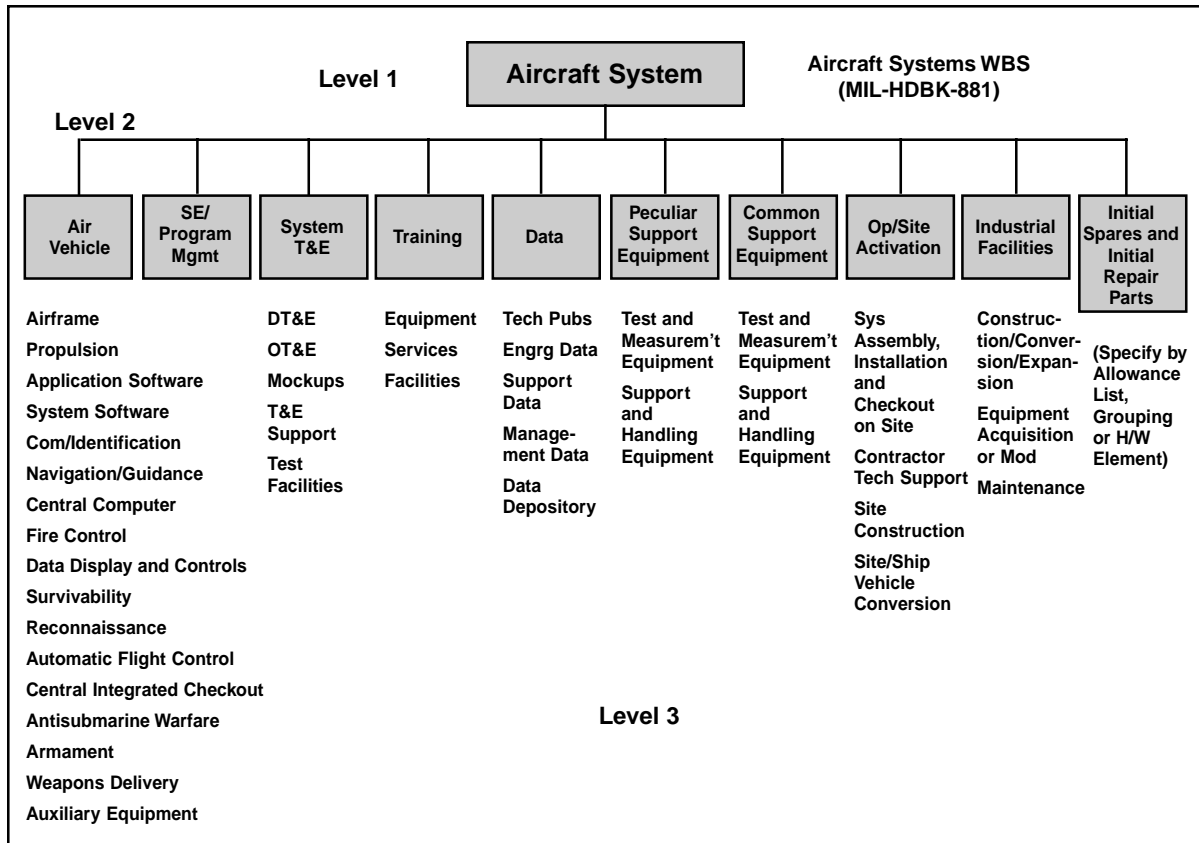 Level 1
Aircraft System
Aircraft Systems WBS
(MIL-HDBK-881)
Level 2
Air
Vehicle
SE/
Program
Mgmt
System
T&E
Training
Data
Peculiar
Support
Equipment
Common
Support
Equipment
Op/Site
Activation
Industrial
Facilities
Initial
Spares and
Initial
Repair
Parts
Airframe
Propulsion
Application Software
System Software
Com/Identification
Navigation/Guidance
Central Computer
Fire Control
Data Display and Controls
Survivability
Reconnaissance
Automatic Flight Control
Central Integrated Checkout
Antisubmarine Warfare
Armament
Weapons Delivery
Auxiliary Equipment
DT&E
OT&E
Mockups
T&E
Support
Test
Facilities
Equipment
Services
Facilities
Tech Pubs
Engrg Data
Support
Data
Manage-
ment Data
Data
Depository
Test and
Measurem't
Equipment
Support
and
Handling
Equipment
Test and
Measurem't
Equipment
Support
and
Handling
Equipment
Sys
Assembly,
Installation
and
Checkout
on Site
Contractor
Tech Support
Site
Construction
Site/Ship
Vehicle
Conversion
Construc-
tion/Conver-
sion/Expan-
sion
Equipment
Acquisition
or Mod
Maintenance
(Specify by
Allowance
List,
Grouping
or H/W
Element)
Level 3